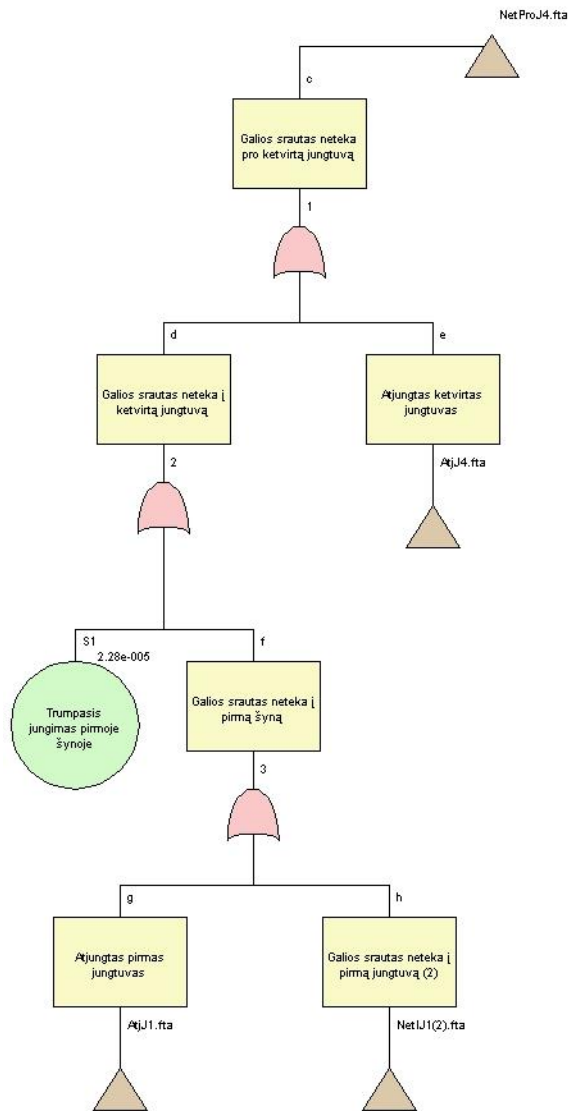 NetProJ4.fta
c
Galios srautas neteka
pro ketvirtą jungtuvą
1
d
e
Galios srautas neteka į
ketvirtą jungtuvą
Atjungtas ketvirtas
jungtuvas
2
AtjJ4.fta
S1
2.28e-005
f
Trumpasis
jungimas pirmoje
šynoje
Galios srautas neteka į
pirmą šyną
3
g
h
Atjungtas pirmas
jungtuvas
Galios srautas neteka į
pirmą jungtuvą (2)
AtjJ1.fta
NetIJ1(2).fta